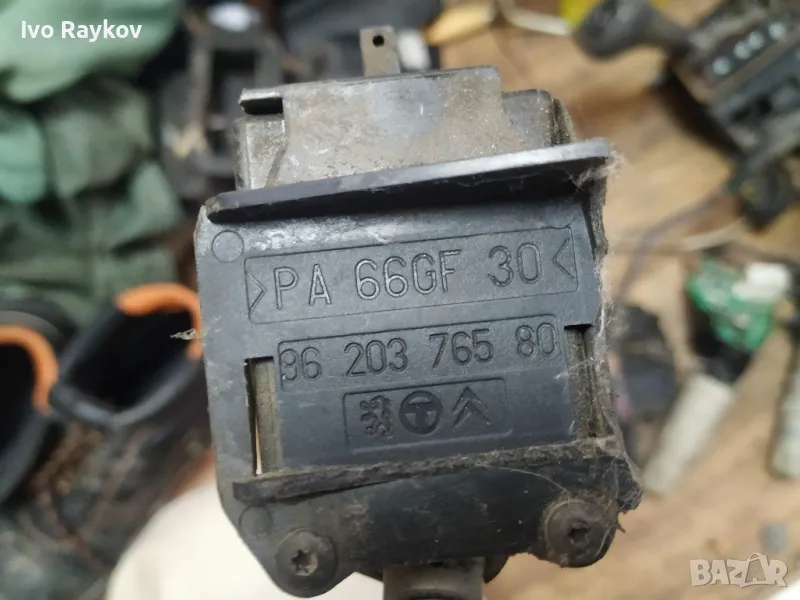 Ivo Raykov
>PA 66GF 30<
96 203 765 80
BAZAR